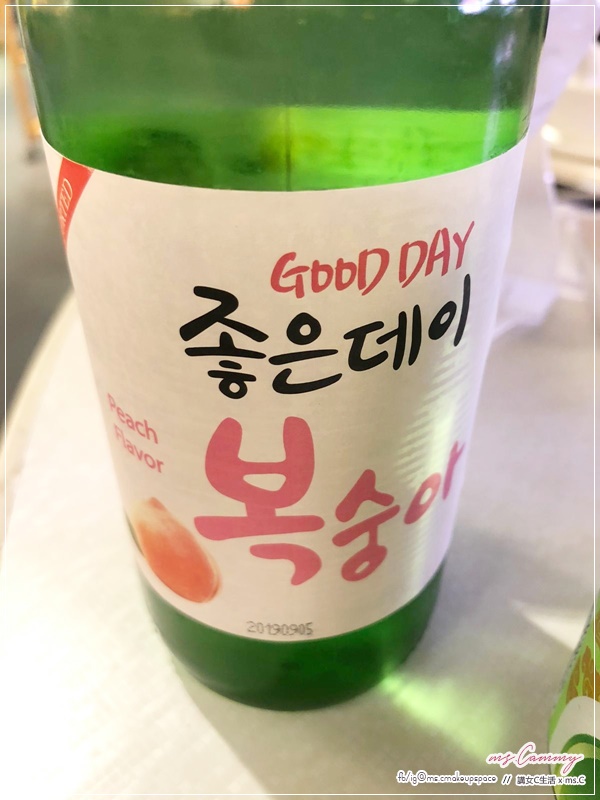 GOOD DAY
좋은데이
Peach
Flavor
복숭아
20190905
ms.Cammy
fb/ig@ms.cmakeupspace // 講女C生活 x ms.C